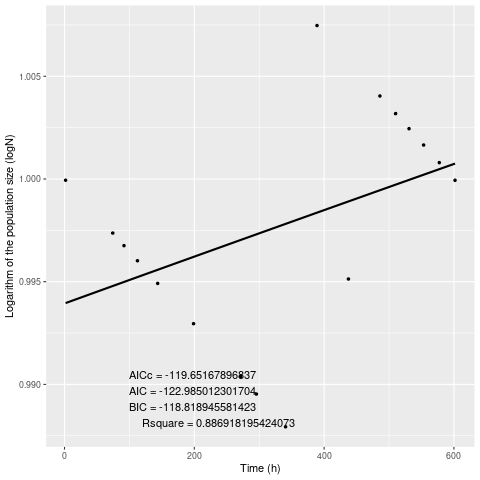 Logarithm of the population size (logN)
1.005
1.000
0.995
0.990
AICc = -119.65167896837
AIC = -122.985012301704
BIC = -118.818945581423
Rsquare = 0.886918195424073
0 200 400 600
Time (h)